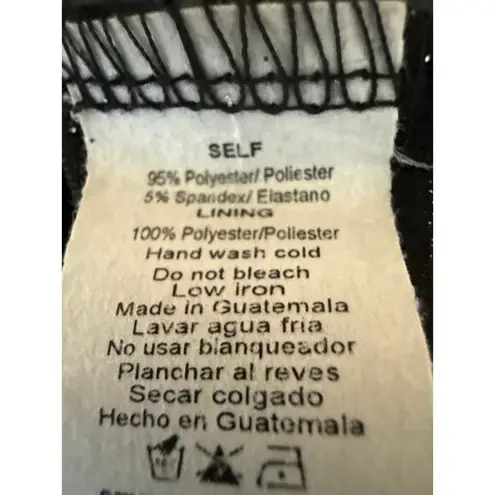 SELF
95% Polyester/ Poliester
5% Spandex/ Elastano
LINING
100% Polyester/Poliester
Hand wash cold
Do not bleach
Low iron
Made in Guatemala
Lavar agua fria
No usar blanqueador
Planchar al reves
Secar colgado
Hecho en Guatemala